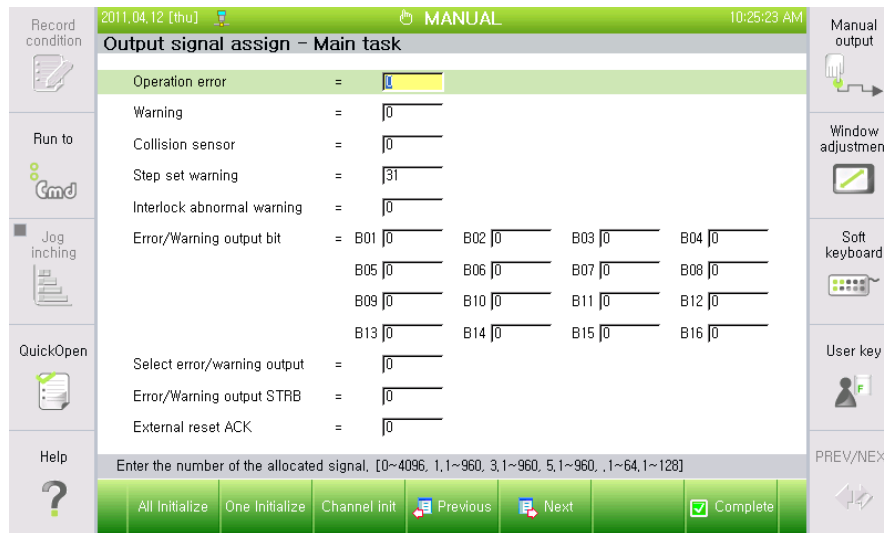 2011,04,12 [thu] MANUAL 10:25:23 AM
Output signal assign - Main task
Record condition
Run to
Cmd
Jog inching
QuickOpen
Help
Operation error = 0
Warning = 0
Collision sensor = 0
Step set warning = 31
Interlock abnormal warning = 0
Error/Warning output bit = B01 0 B02 0 B03 0 B04 0
B05 0 B06 0 B07 0 B08 0
B09 0 B10 0 B11 0 B12 0
B13 0 B14 0 B15 0 B16 0
Select error/warning output = 0
Error/Warning output STRB = 0
External reset ACK = 0
Enter the number of the allocated signal, [0~4096, 1,1~960, 3,1~960, 5,1~960, ,1~64,1~128]
All Initialize One Initialize Channel init Previous Next Complete
Manual output
Window adjustmen
Soft keyboard
User key
F
PREV/NEX